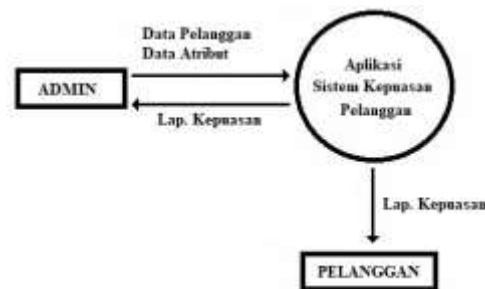 Data Pelanggan
Data Atribut
ADMIN
Lap. Kepuasan
Aplikasi
Sistem Kepuasan
Pelanggan
Lap. Kepuasan
PELANGGAN